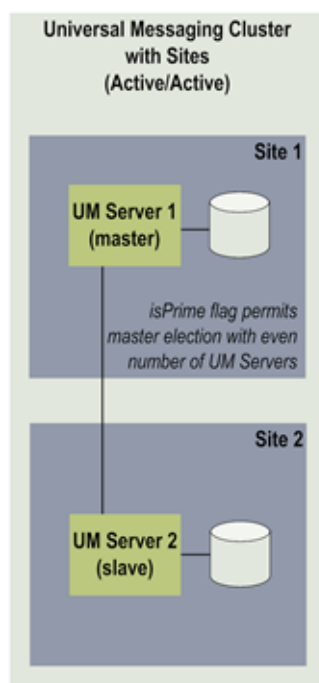 Universal Messaging Cluster
with Sites
(Active/Active)
Site 1
UM Server 1
(master)
isPrime flag permits
master election with even
number of UM Servers
Site 2
UM Server 2
(slave)